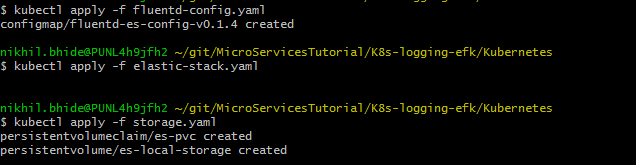 $ kubectl apply -f fluentd-config.yaml
configmap/fluentd-es-config-v0.1.4 created
nikhil.bhide@PUNL4h9jfh2 ~/git/MicroServicesTutorial/K8s-logging-efk/Kubernetes
$ kubectl apply -f elastic-stack.yaml
nikhil.bhide@PUNL4h9jfh2 ~/git/MicroServicesTutorial/K8s-logging-efk/Kubernetes
$ kubectl apply -f storage.yaml
persistentvolumeclaim/es-pvc created
persistentvolume/es-local-storage created